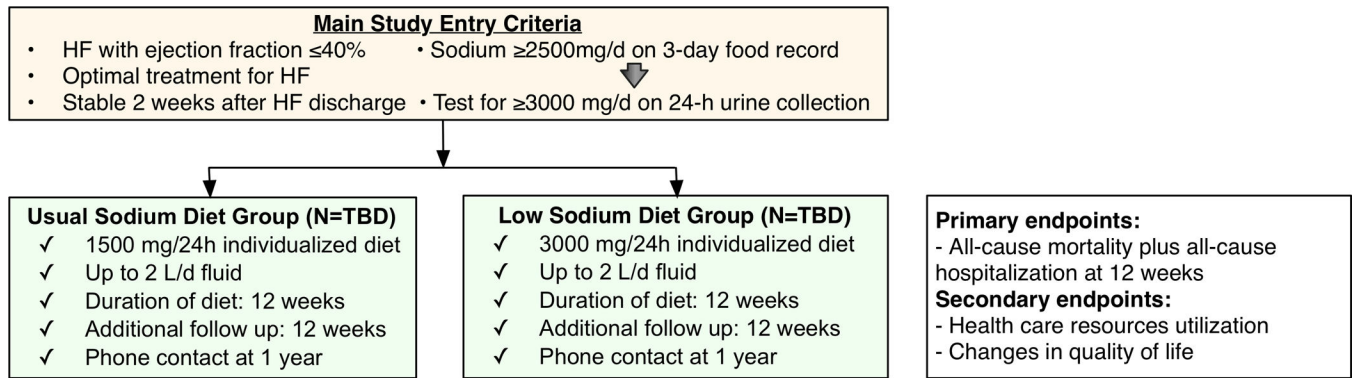 Main Study Entry Criteria
· HF with ejection fraction ≤40% · Sodium ≥2500mg/d on 3-day food record
· Optimal treatment for HF
· Stable 2 weeks after HF discharge · Test for ≥3000 mg/d on 24-h urine collection
Usual Sodium Diet Group (N=TBD)
✓ 1500 mg/24h individualized diet
✓ Up to 2 L/d fluid
✓ Duration of diet: 12 weeks
✓ Additional follow up: 12 weeks
✓ Phone contact at 1 year
Low Sodium Diet Group (N=TBD)
✓ 3000 mg/24h individualized diet
✓ Up to 2 L/d fluid
✓ Duration of diet: 12 weeks
✓ Additional follow up: 12 weeks
✓ Phone contact at 1 year
Primary endpoints:
- All-cause mortality plus all-cause
hospitalization at 12 weeks
Secondary endpoints:
- Health care resources utilization
- Changes in quality of life